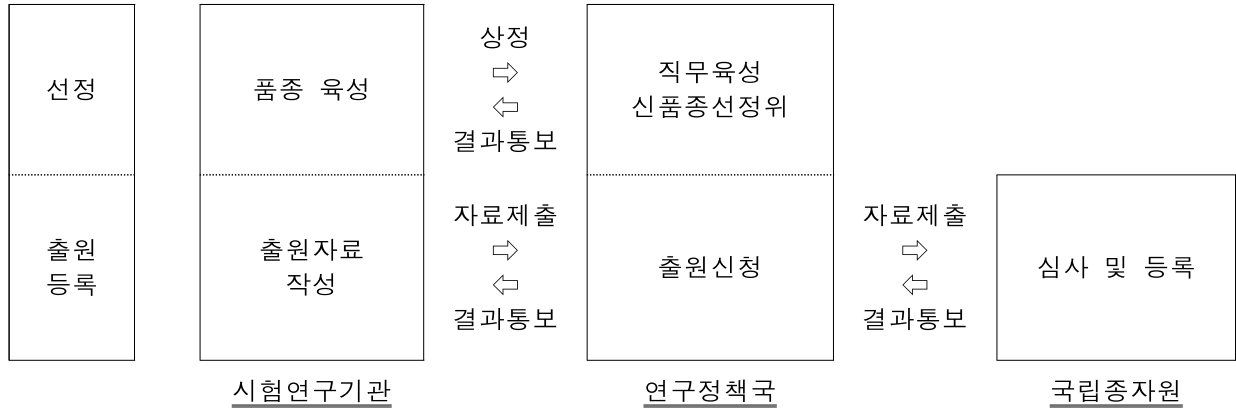 선정
품종 육성
상정
⇨
⇦
결과통보
직무육성
신품종선정위
출원
등록
출원자료
작성
자료제출
⇨
⇦
결과통보
출원신청
자료제출
⇨
⇦
결과통보
심사 및 등록
시험연구기관
연구정책국
국립종자원